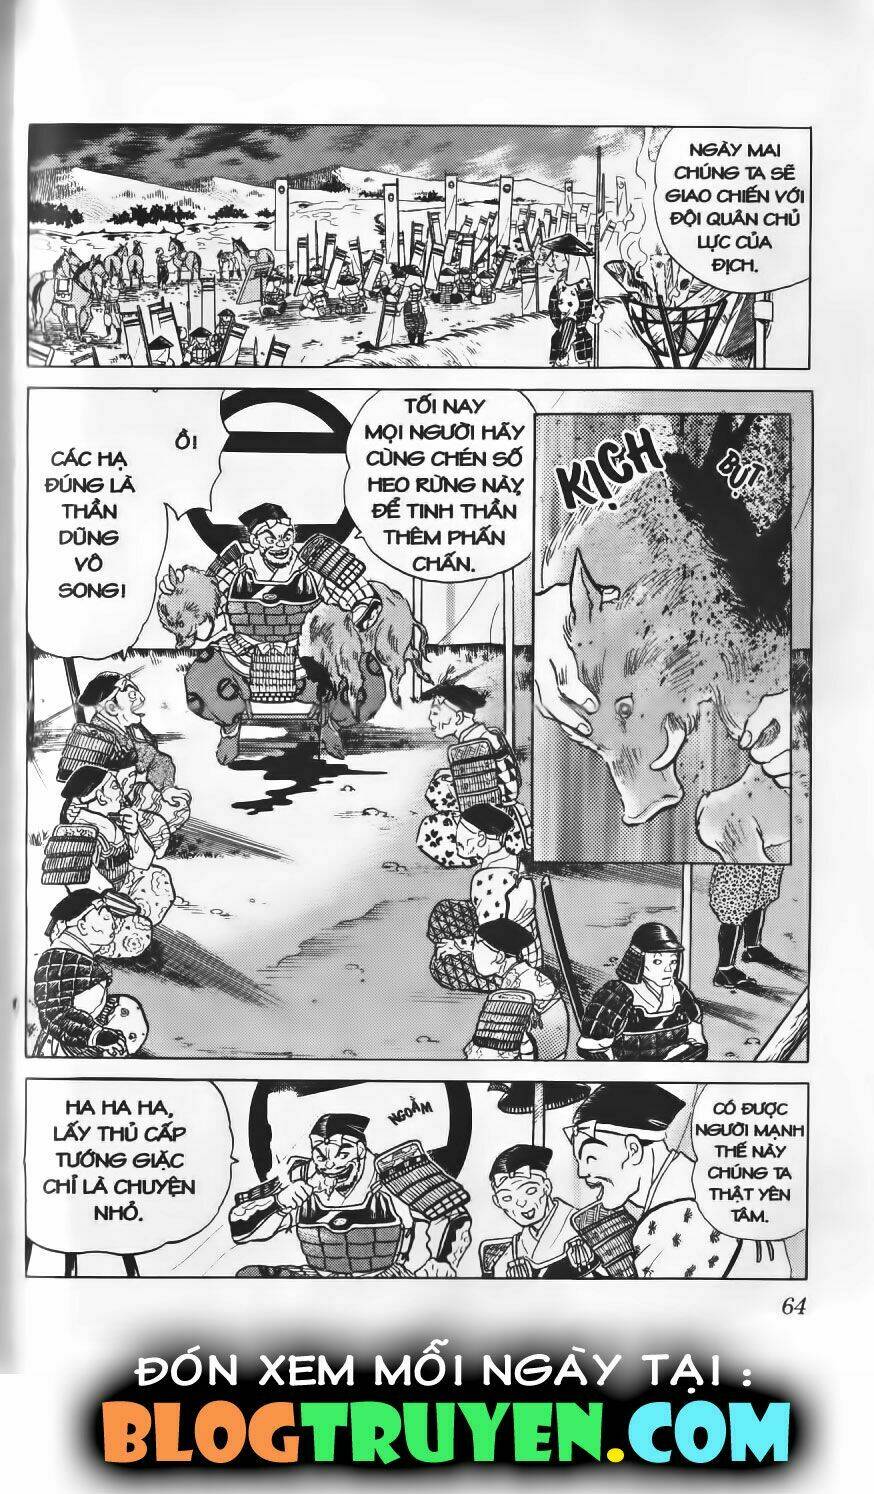 NGÀY MAI
CHÚNG TA SẼ
GIAO CHIẾN VỚI
ĐỘI QUÂN CHỦ
LỰC CỦA
ĐỊCH.
KỊCH
BỰT
TỐI NAY
MỌI NGƯỜI HÃY
CÙNG CHÉN SỐ
HEO RỪNG NÀY,
ĐỂ TINH THẦN
THÊM PHẤN
CHẤN.
Ồ!
CÁC HẠ
ĐÚNG LÀ
THẦN
DŨNG
VÔ
SONG!
CÓ ĐƯỢC
NGƯỜI MẠNH
THẾ NÀY
CHÚNG TA
THẬT YÊN
TÂM.
NGOẰM
HA HA HA,
LẤY THỦ CẤP
TƯỚNG GIẶC
CHỈ LÀ CHUYỆN
NHỎ.
64
ĐÓN XEM MỖI NGÀY TẠI :
BLOGTRUYEN.COM